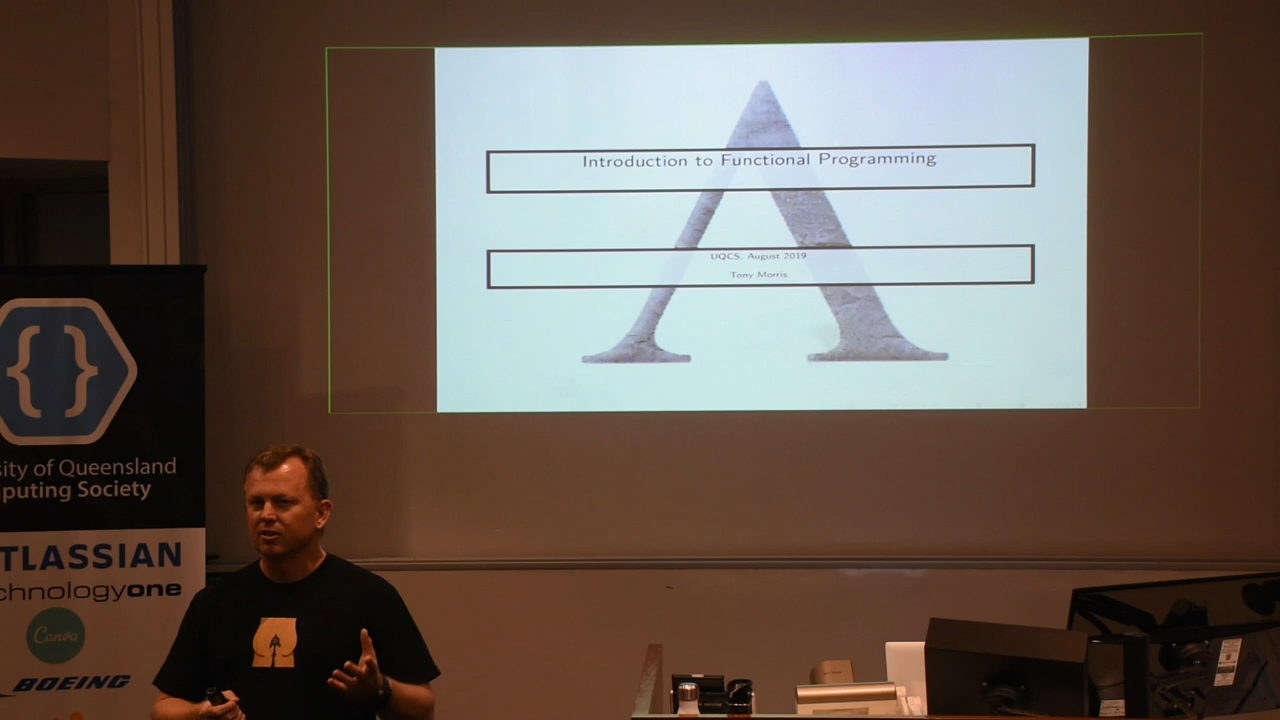 Introduction to Functional Programming
UQCS, August 2019
Tony Morris
{}
sity of Queensland
puting Society
TLASSIAN
chnologyone
Canva
BOEING